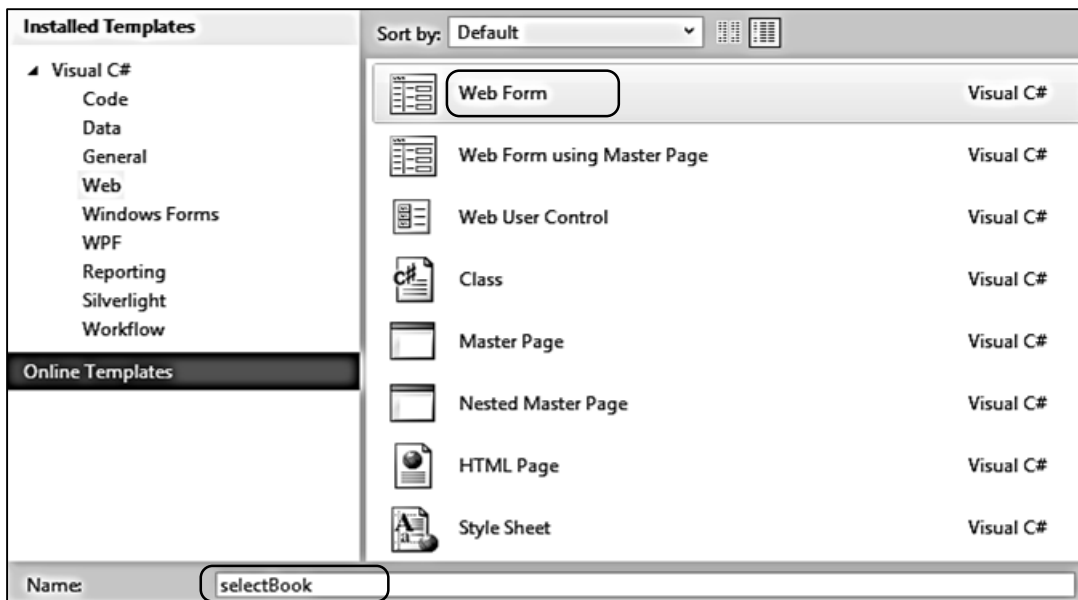 Installed Templates
Visual C#
Code
Data
General
Web
Windows Forms
WPF
Reporting
Silverlight
Workflow
Online Templates
Sort by: Default
Web Form Visual C#
Web Form using Master Page Visual C#
Web User Control Visual C#
Class Visual C#
Master Page Visual C#
Nested Master Page Visual C#
HTML Page Visual C#
Style Sheet Visual C#
Name: selectBook